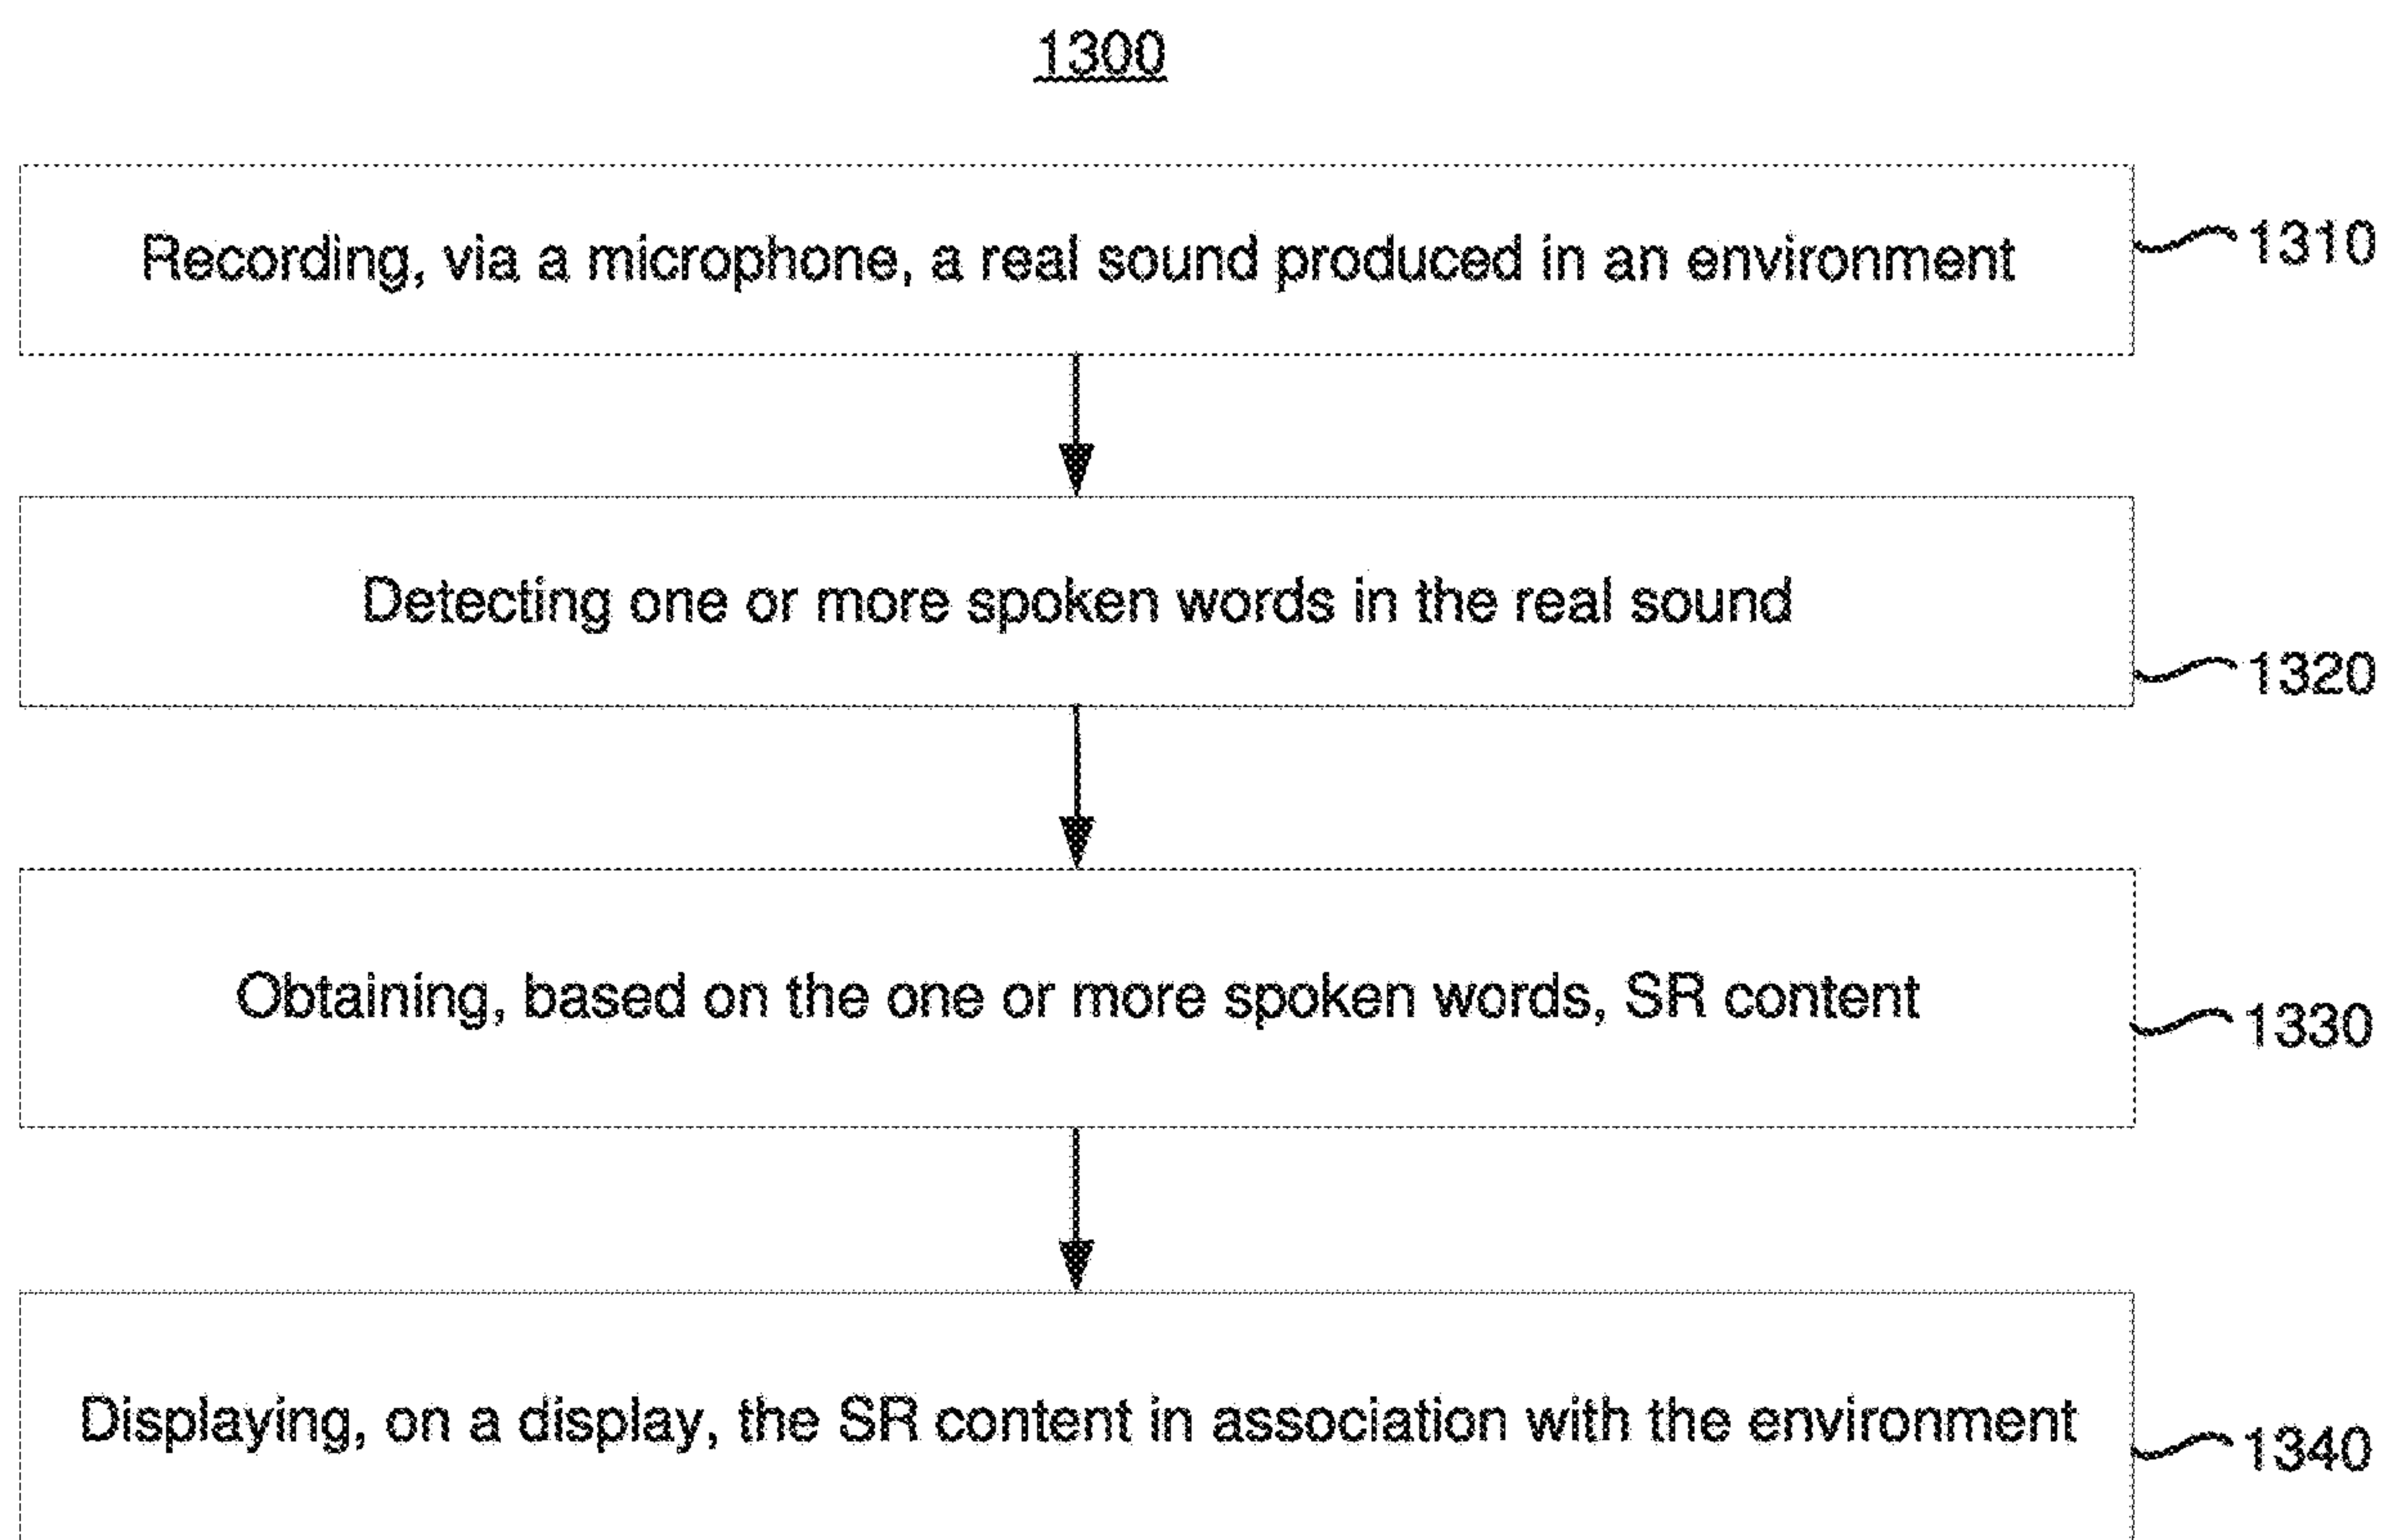 1300
Recording, via a microphone, a real sound produced in an environment
1310
Detecting one or more spoken words in the real sound
1320
Obtaining, based on the one or more spoken words, SR content
1330
Displaying, on a display, the SR content in association with the environment
1340